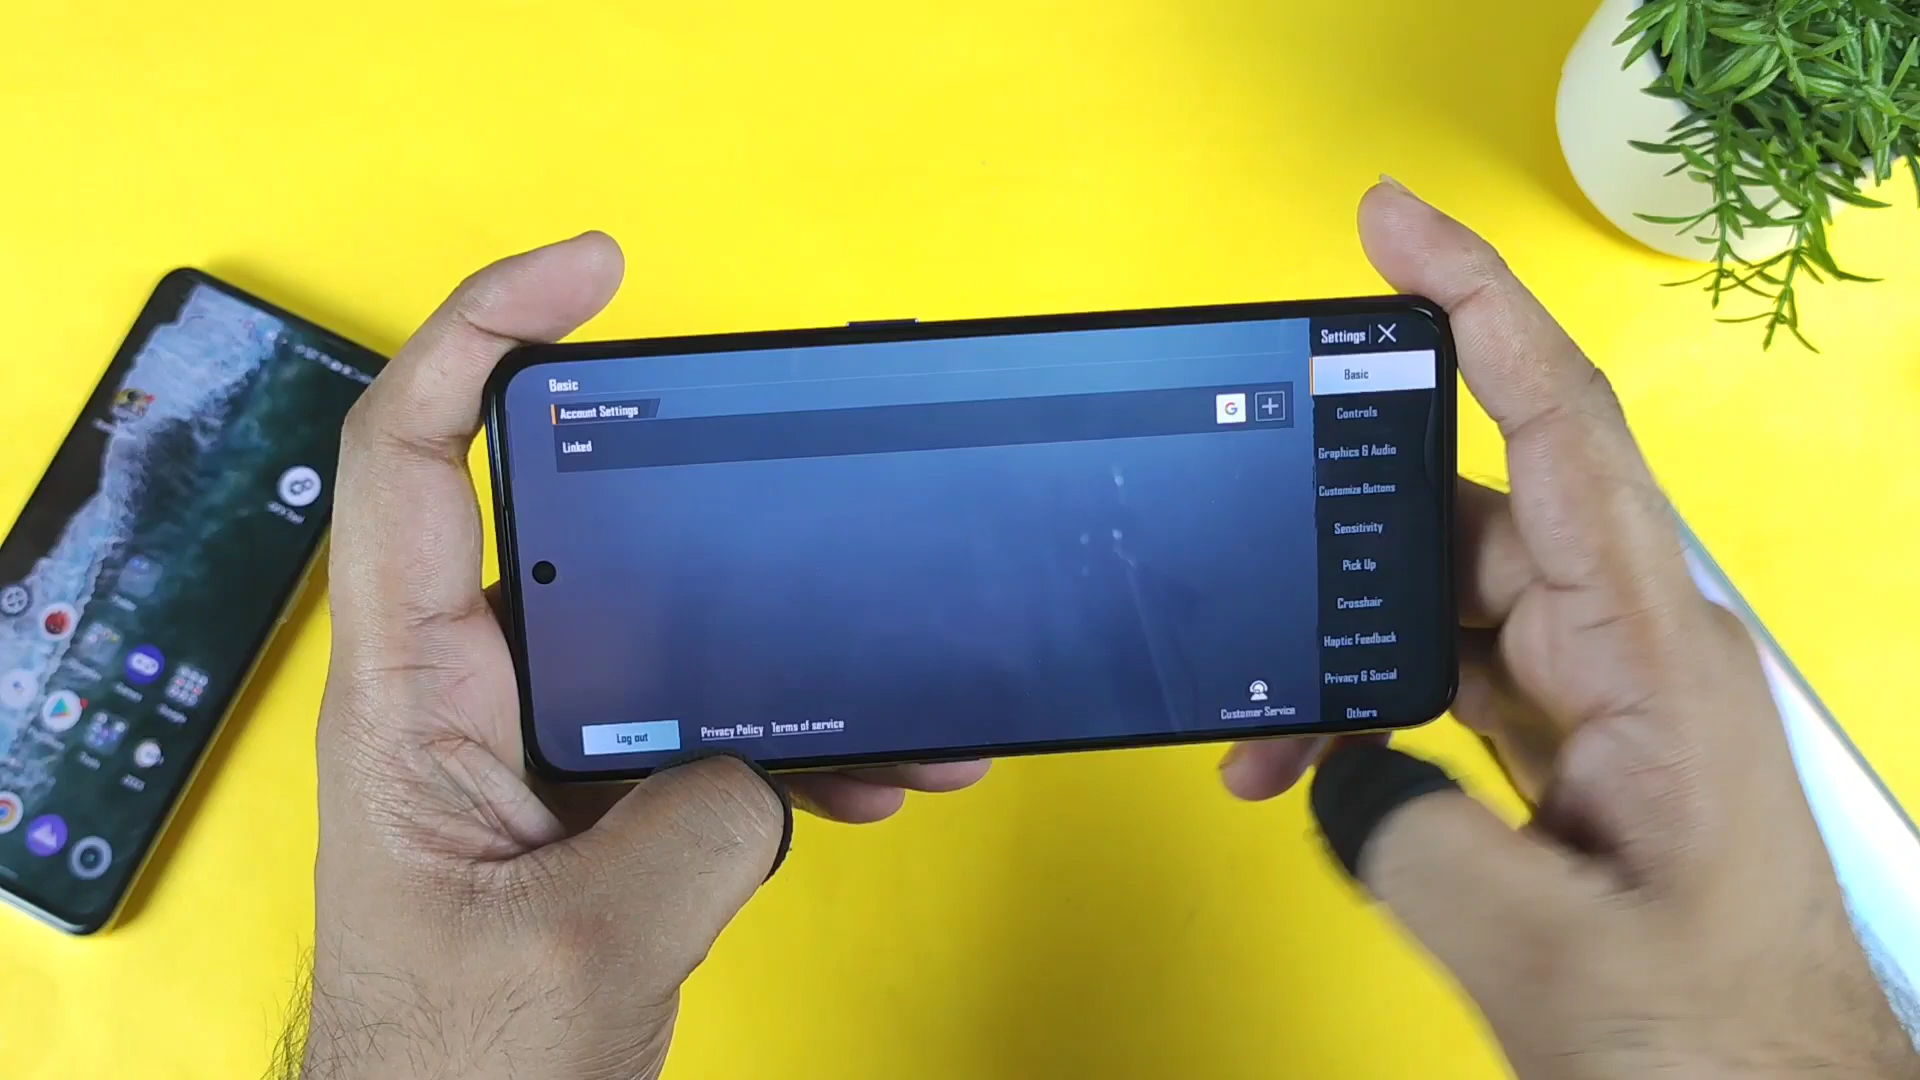 Basic
Account Settings
Linked
G
Log out
Privacy Policy
Terms of service
Customer Service
Settings
Basic
Controls
Graphics & Audio
Customize Buttons
Sensitivity
Pick Up
Crosshair
Haptic Feedback
Privacy & Social
Others